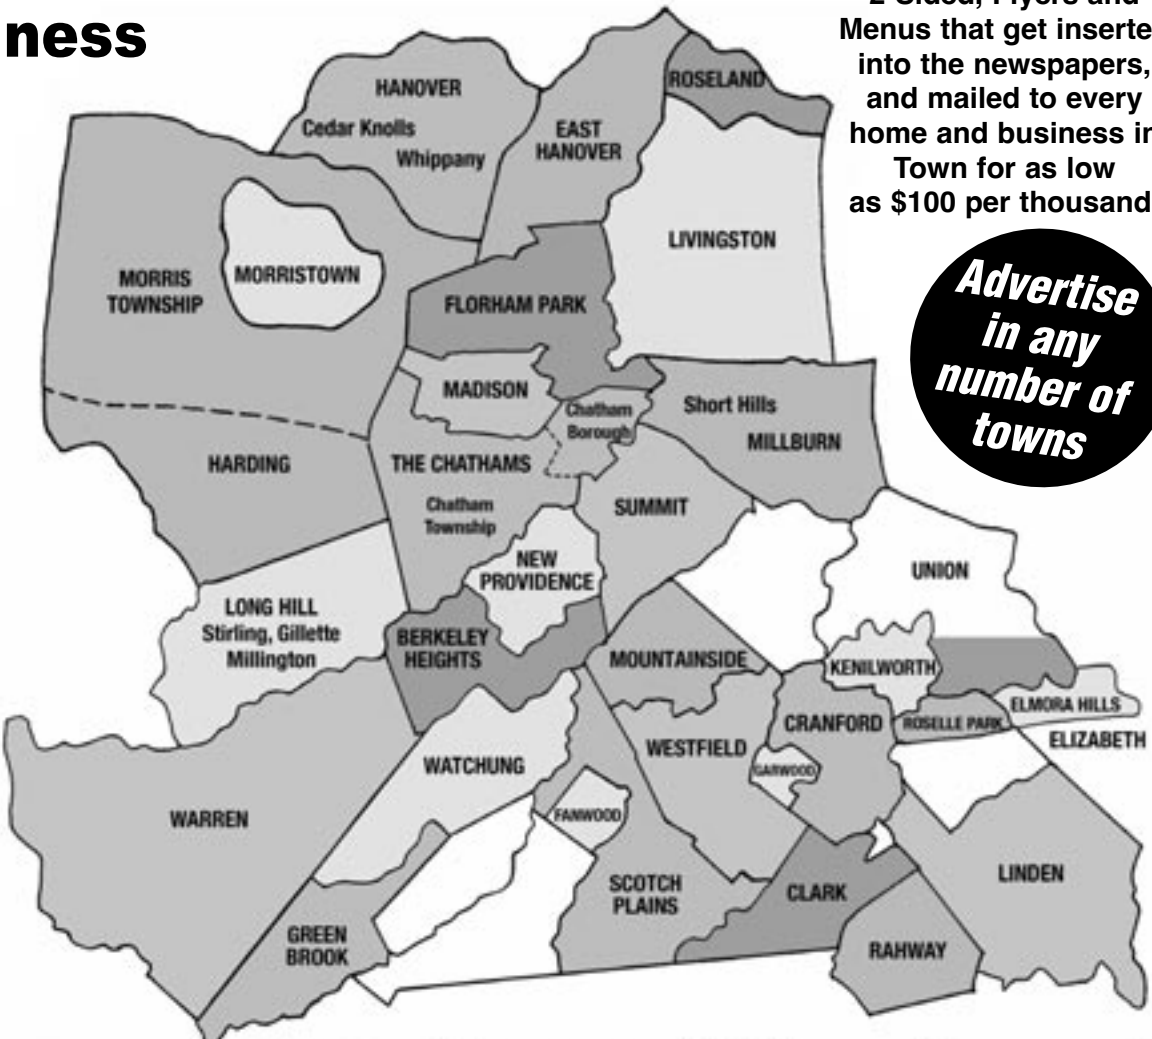 ness
Menus that get inserte
into the newspapers,
and mailed to every
home and business in
Town for as low
as $100 per thousand
Advertise
in any
number of
towns
HANOVER
Cedar Knolls
Whippany
EAST
HANOVER
ROSELAND
LIVINGSTON
MORRIS
TOWNSHIP
MORRISTOWN
FLORHAM PARK
MADISON
Chatham
Borough
Short Hills
MILLBURN
HARDING
THE CHATHAMS
Chatham
Township
SUMMIT
NEW
PROVIDENCE
UNION
LONG HILL
Stirling, Gillette
Millington
BERKELEY
HEIGHTS
MOUNTAINSIDE
KENILWORTH
ELMORA HILLS
ROSELLE PARK
CRANFORD
ELIZABETH
WESTFIELD
GARWOOD
WATCHUNG
WARREN
FANWOOD
SCOTCH
PLAINS
CLARK
LINDEN
GREEN
BROOK
RAHWAY